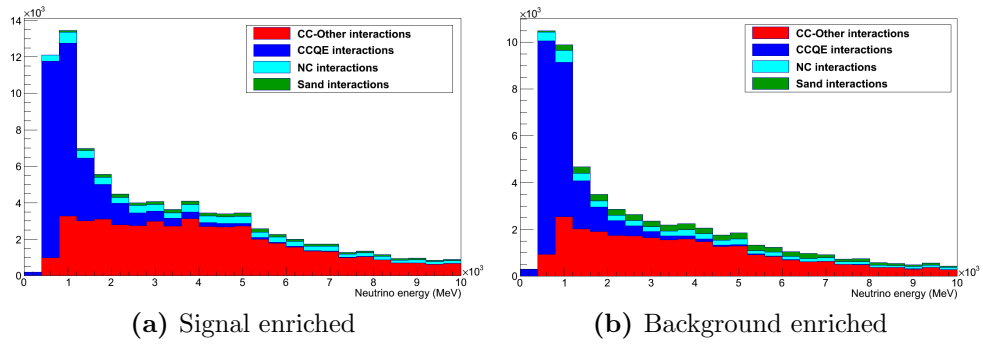 ×10³
14
12
10
8
6
4
2
0
CC-Other interactions
CCQE interactions
NC interactions
Sand interactions
0 1 2 3 4 5 6 7 8 9 10
×10³
Neutrino energy (MeV)
(a) Signal enriched
×10³
10
8
6
4
2
0
CC-Other interactions
CCQE interactions
NC interactions
Sand interactions
0 1 2 3 4 5 6 7 8 9 10
×10³
Neutrino energy (MeV)
(b) Background enriched